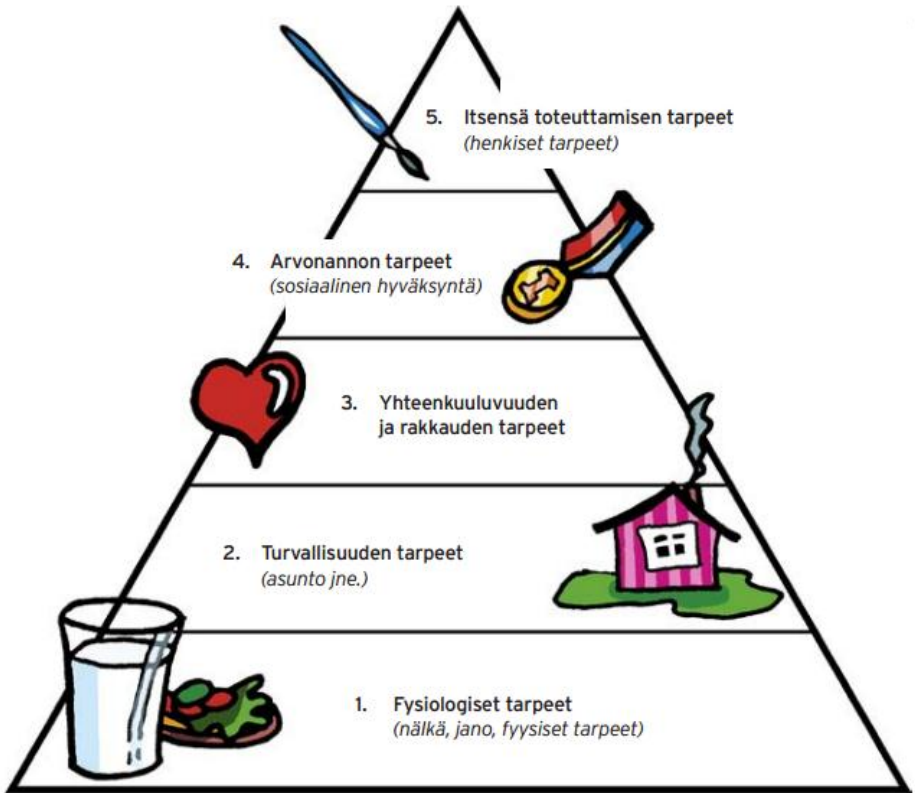 5. Itsensä toteuttamisen tarpeet
(henkiset tarpeet)
4. Arvonannon tarpeet
(sosiaalinen hyväksyntä)
3. Yhteenkuuluvuuden
ja rakkauden tarpeet
2. Turvallisuuden tarpeet
(asunto jne.)
1. Fysiologiset tarpeet
(nälkä, jano, fyysiset tarpeet)